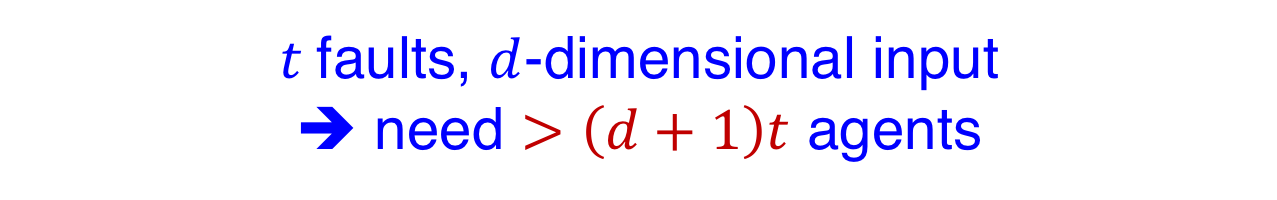 t faults, d-dimensional input
➔ need > (d + 1)t agents